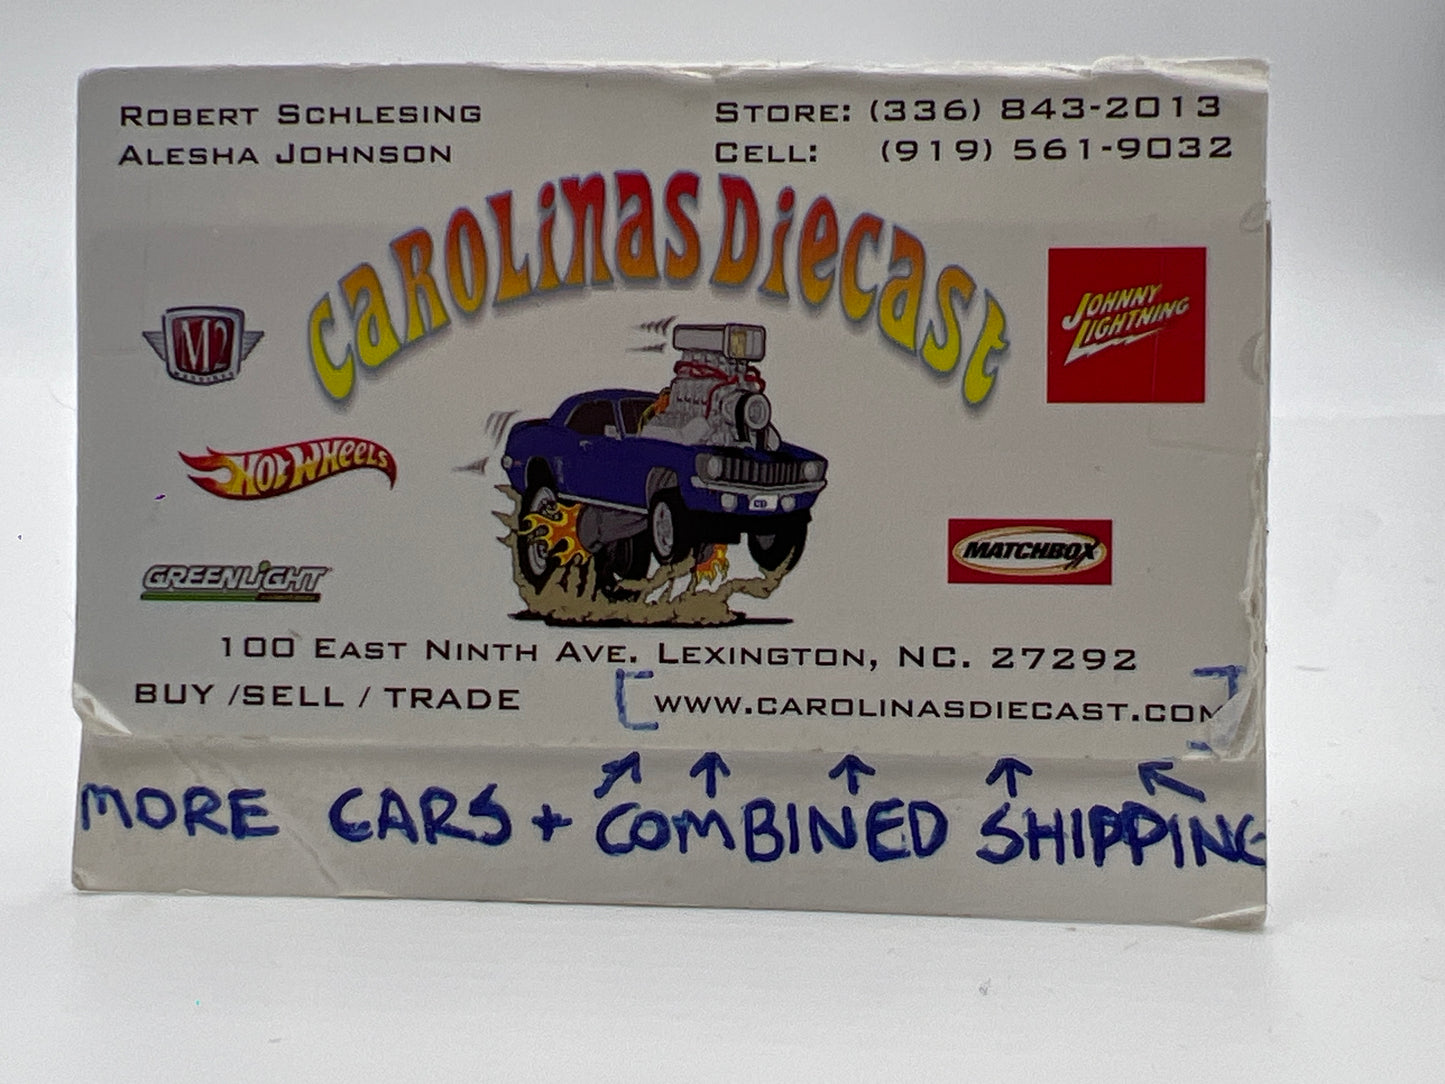 ROBERT SCHLESING
ALESHA JOHNSON
STORE: (336) 843-2013
CELL: (919) 561-9032
CAROLINAS DIECAST
M2
MACHINES
JOHNNY
LIGHTNING
HOT WHEELS
MATCHBOX
GREENLIGHT
100 EAST NINTH AVE. LEXINGTON, NC. 27292
BUY /SELL / TRADE
WWW.CAROLINASDIECAST.COM
MORE CARS + COMBINED SHIPPING